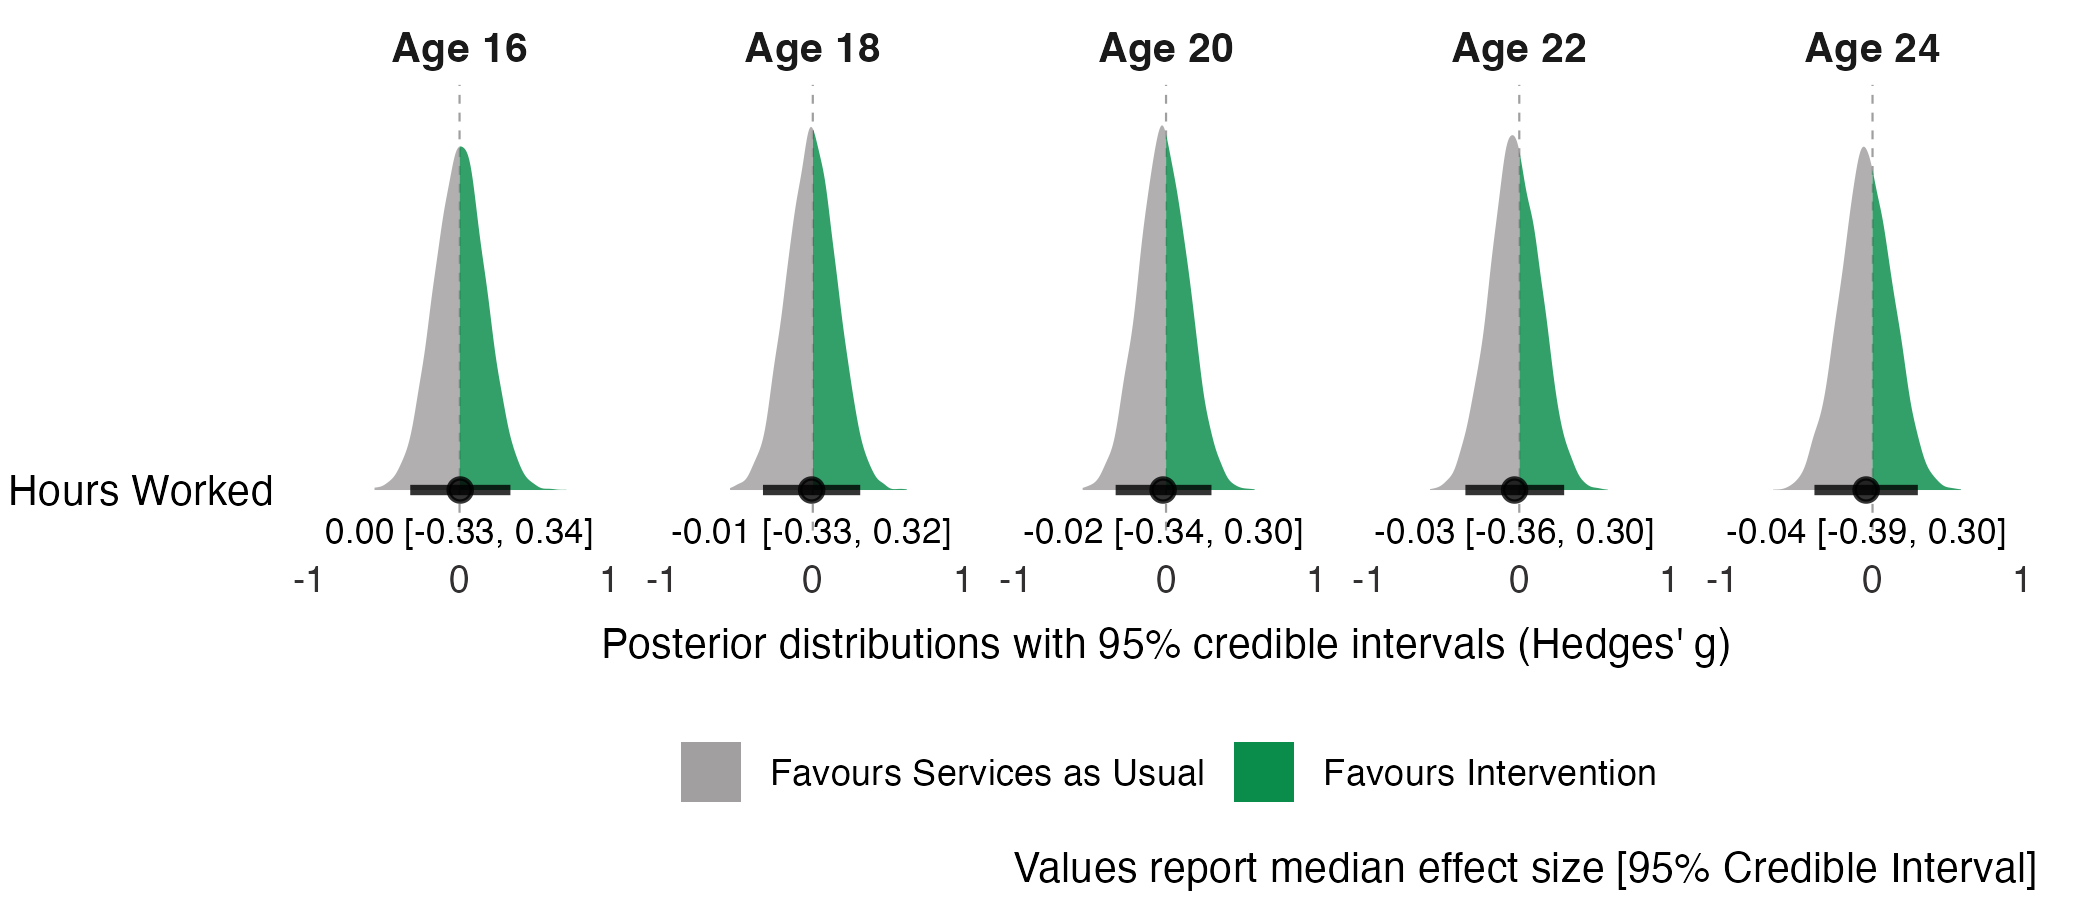 Age 16 Age 18 Age 20 Age 22 Age 24
Hours Worked
0.00 [-0.33, 0.34] -0.01 [-0.33, 0.32] -0.02 [-0.34, 0.30] -0.03 [-0.36, 0.30] -0.04 [-0.39, 0.30]
-1 0 1 -1 0 1 -1 0 1 -1 0 1 -1 0 1
Posterior distributions with 95% credible intervals (Hedges' g)
Favours Services as Usual Favours Intervention
Values report median effect size [95% Credible Interval]